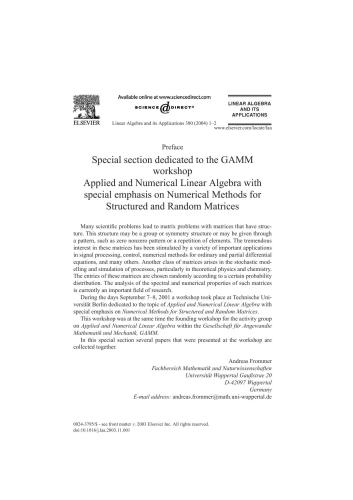 Available online at www.sciencedirect.com
SCIENCE DIRECT®
ELSEVIER
LINEAR ALGEBRA
AND ITS
APPLICATIONS
Linear Algebra and its Applications 380 (2004) 1–2
www.elsevier.com/locate/laa
Preface
Special section dedicated to the GAMM
workshop
Applied and Numerical Linear Algebra with
special emphasis on Numerical Methods for
Structured and Random Matrices
Many scientific problems lead to matrix problems with matrices that have struc-
ture. This structure may be a group or symmetry structure or may be given through
a pattern, such as zero nonzero pattern or a repetition of elements. The tremendous
interest in these matrices has been stimulated by a variety of important applications
in signal processing, control, numerical methods for ordinary and partial differential
equations, and many others. Another class of matrices arises in the stochastic mod-
elling and simulation of processes, particularly in theoretical physics and chemistry.
The entries of these matrices are chosen randomly according to a certain probability
distribution. The analysis of the spectral and numerical properties of such matrices
is currently an important field of research.
During the days September 7–8, 2001 a workshop took place at Technische Uni-
versität Berlin dedicated to the topic of Applied and Numerical Linear Algebra with
special emphasis on Numerical Methods for Structured and Random Matrices.
This workshop was at the same time the founding workshop for the activity group
on Applied and Numerical Linear Algebra within the Gesellschaft für Angewandte
Mathematik und Mechanik, GAMM.
In this special section several papers that were presented at the workshop are
collected together.
Andreas Frommer
Fachbereich Mathematik und Naturwissenschaften
Universität Wuppertal Gaußstrae 20
D-42097 Wuppertal
Germany
E-mail address: andreas.frommer@math.uni-wuppertal.de
0024-3795/$ - see front matter © 2003 Elsevier Inc. All rights reserved.
doi:10.1016/j.laa.2003.11.001